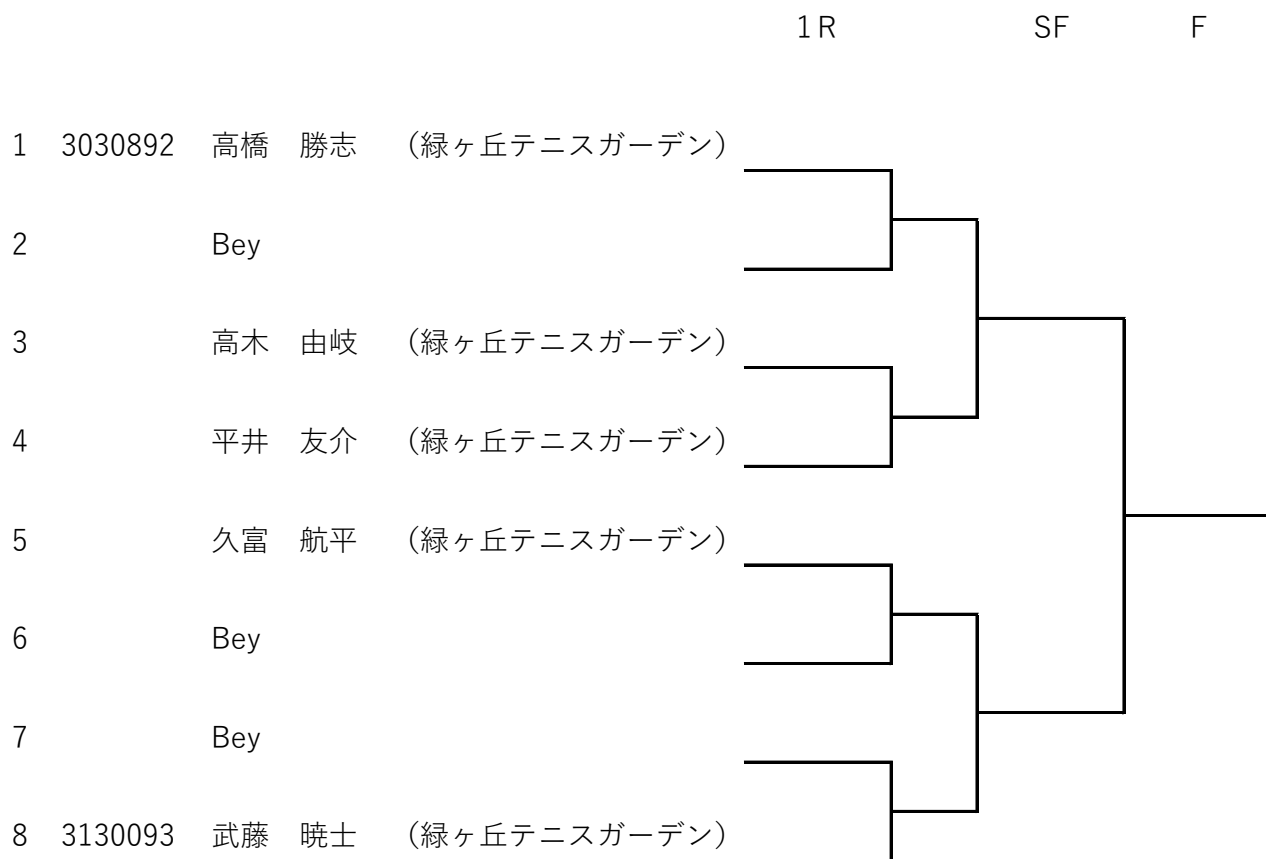 1R SF F
1 3030892 高橋 勝志 （緑ヶ丘テニスガーデン）
2 Bey
3 高木 由岐 （緑ヶ丘テニスガーデン）
4 平井 友介 （緑ヶ丘テニスガーデン）
5 久富 航平 （緑ヶ丘テニスガーデン）
6 Bey
7 Bey
8 3130093 武藤 暁士 （緑ヶ丘テニスガーデン）